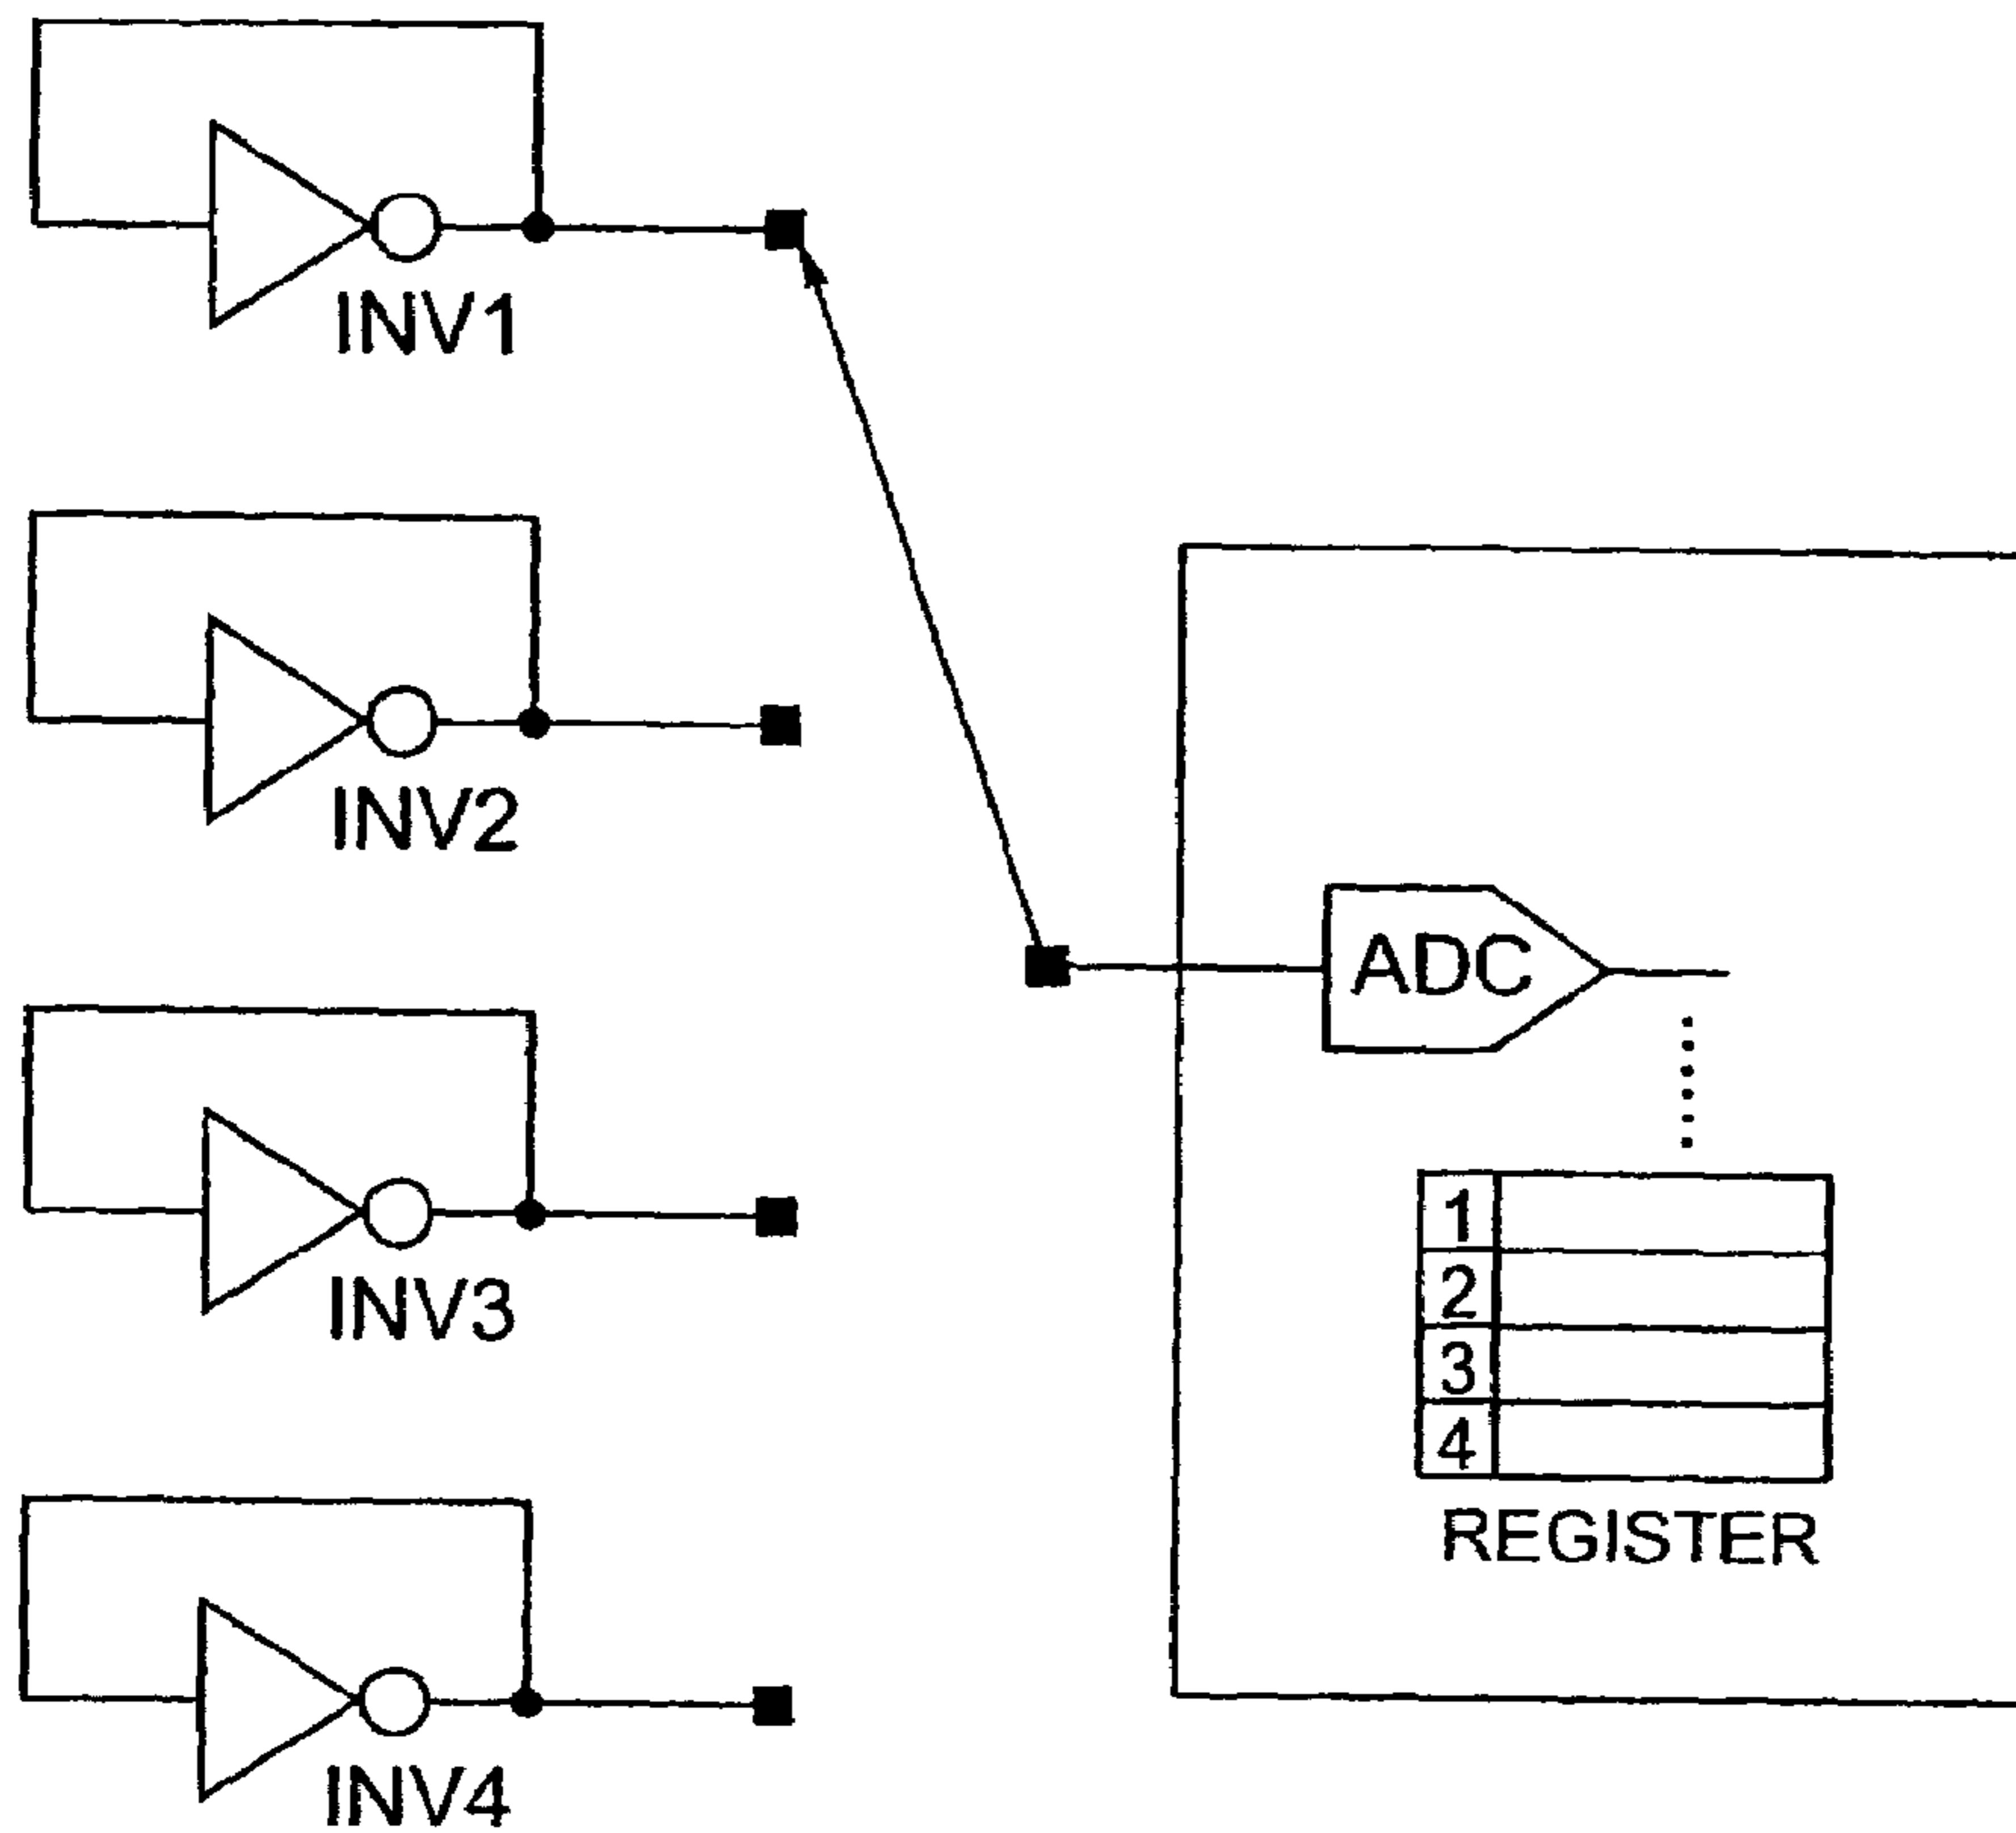 INV1
INV2
ADC
1
2
INV3
3
4
REGISTER
INV4